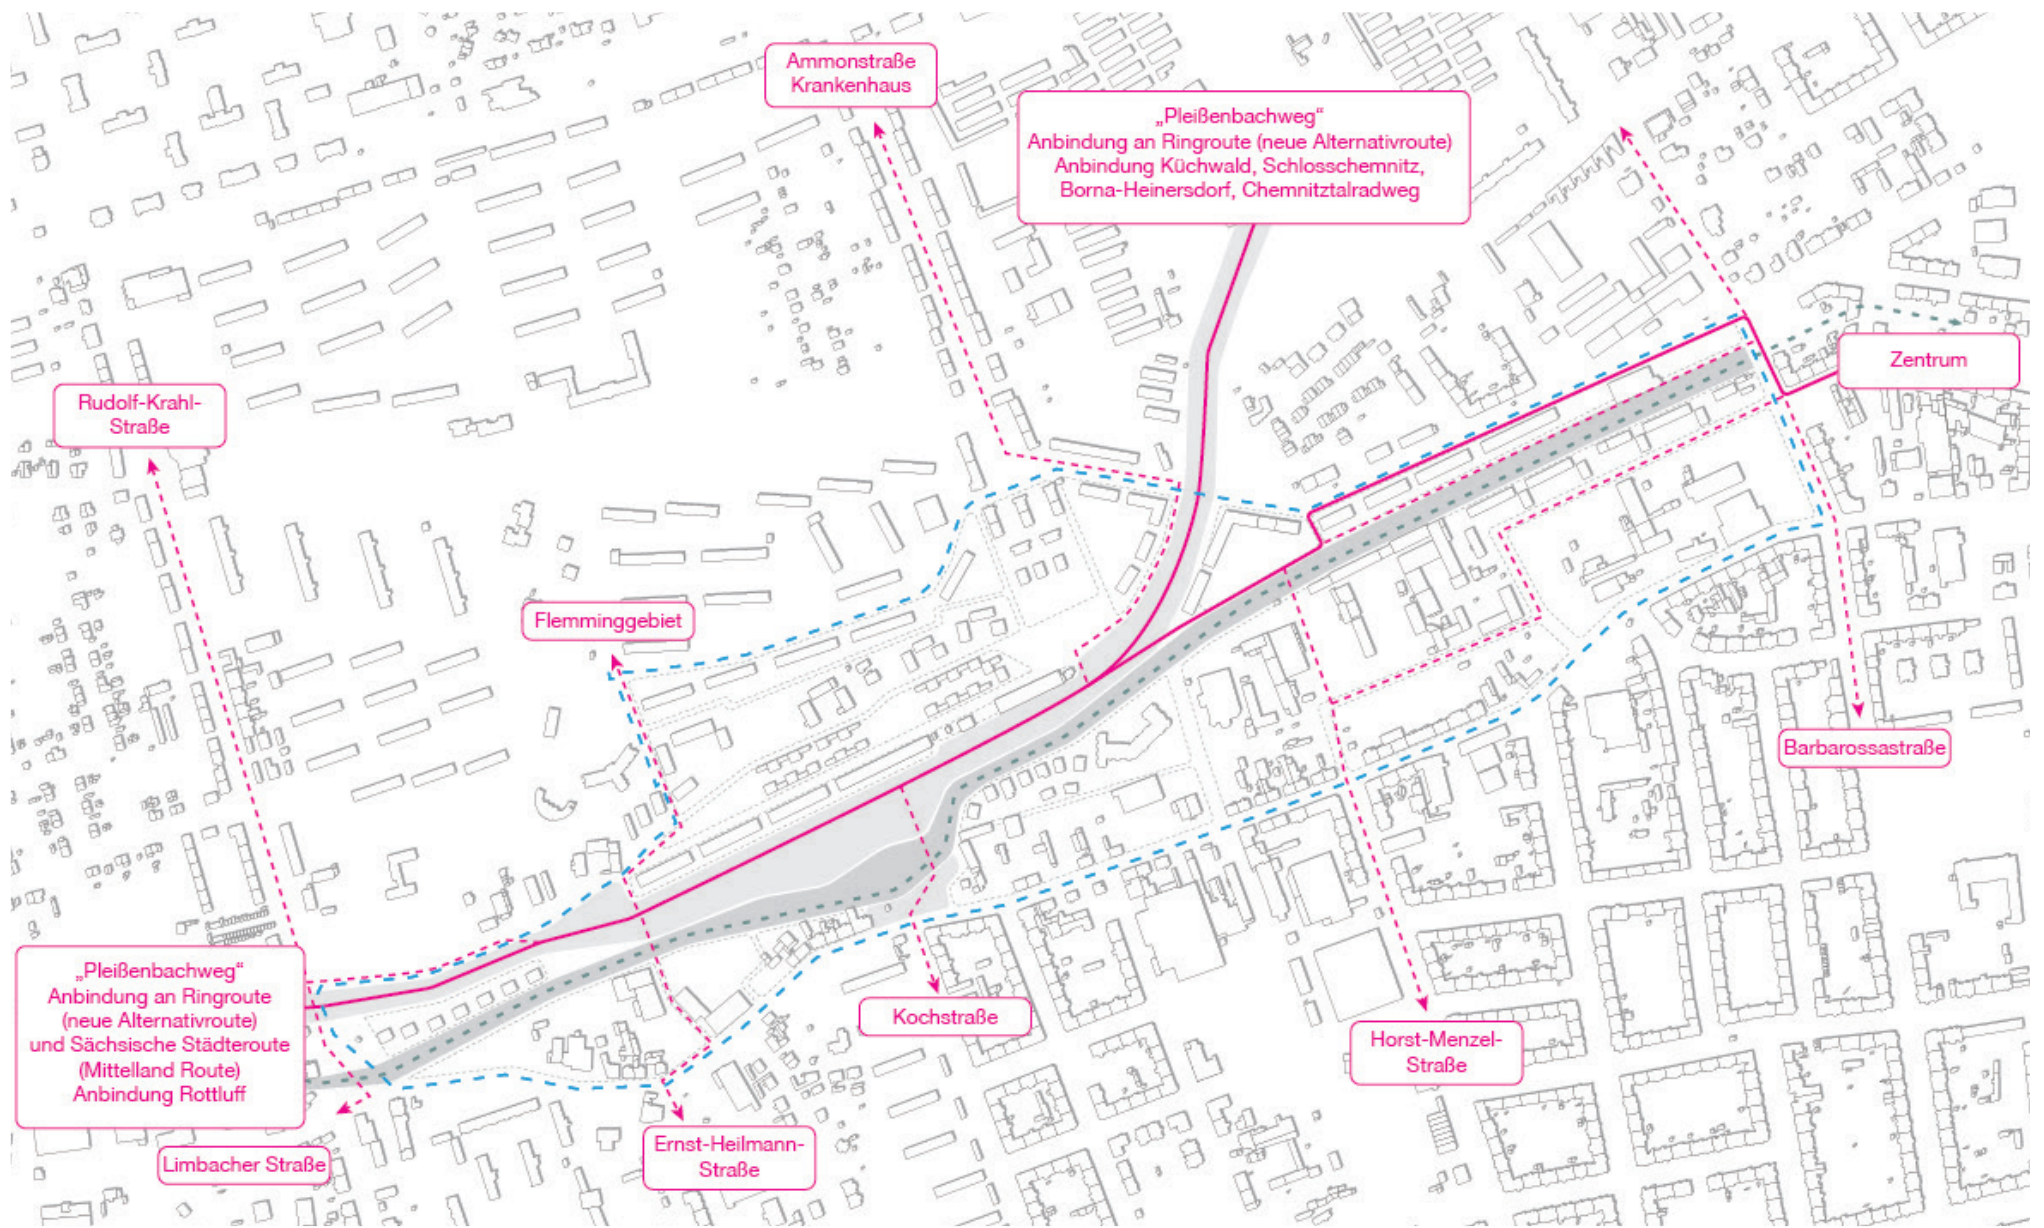 Ammonstraße
Krankenhaus
„Pleißenbachweg“
Anbindung an Ringroute (neue Alternativroute)
Anbindung Küchwald, Schlosschemnitz,
Borna-Heinersdorf, Chemnitztalradweg
Zentrum
Rudolf-Krahl-
Straße
Flemminggebiet
Barbarossastraße
„Pleißenbachweg“
Anbindung an Ringroute
(neue Alternativroute)
und Sächsische Städteroute
(Mittelland Route)
Anbindung Rottluff
Kochstraße
Horst-Menzel-
Straße
Limbacher Straße
Ernst-Heilmann-
Straße